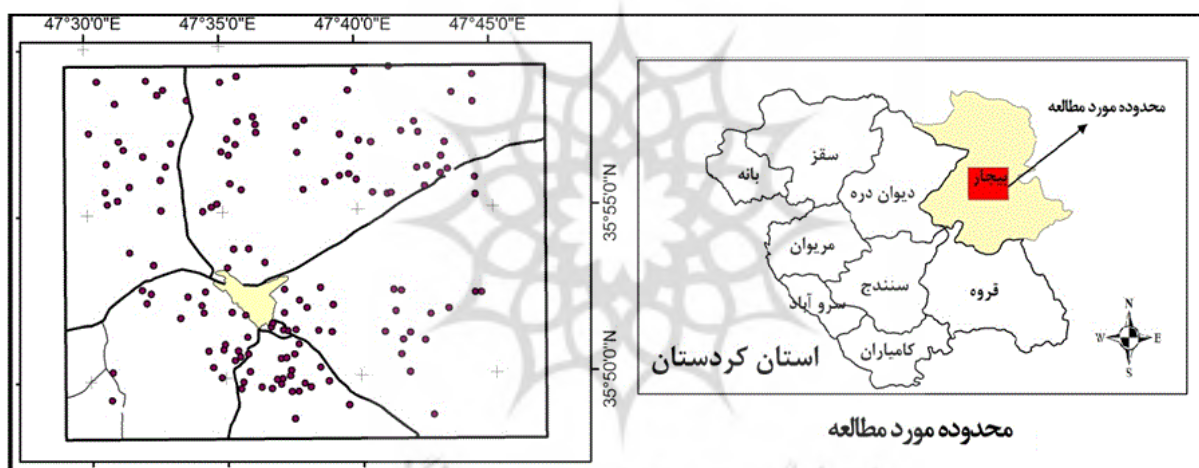 47°30'0"E
47°35'0"E
47°40'0"E
47°45'0"E
35°55'0"N
35°50'0"N
محدوده مورد مطالعه
سقز
بانه
بیجار
دیوان دره
مریوان
سنندج
سرو آباد
قروه
کامیاران
استان کردستان
N
W
E
S
محدوده مورد مطالعه